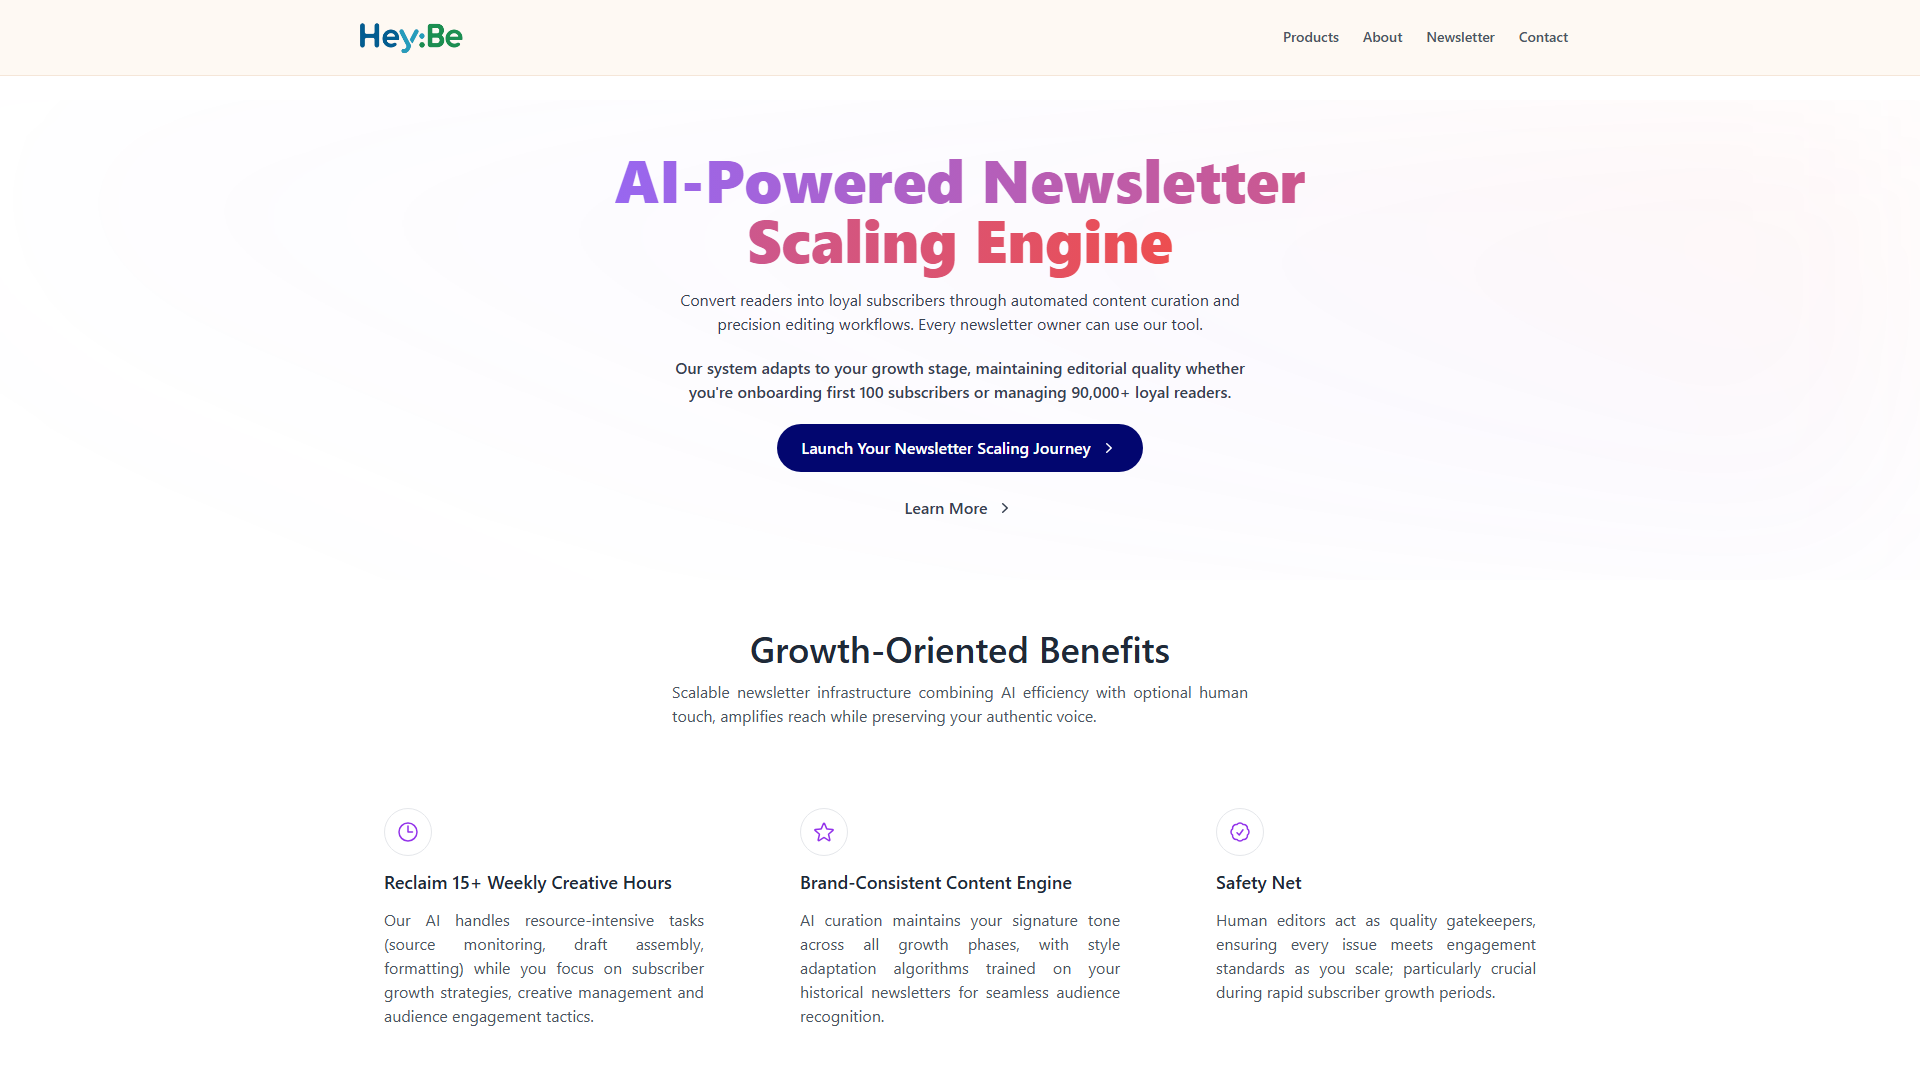 Hey:Be
Products
About
Newsletter
Contact
AI-Powered Newsletter
Scaling Engine
Convert readers into loyal subscribers through automated content curation and
precision editing workflows. Every newsletter owner can use our tool.
Our system adapts to your growth stage, maintaining editorial quality whether
you're onboarding first 100 subscribers or managing 90,000+ loyal readers.
Launch Your Newsletter Scaling Journey
Learn More
Growth-Oriented Benefits
Scalable newsletter infrastructure combining AI efficiency with optional human
touch, amplifies reach while preserving your authentic voice.
Reclaim 15+ Weekly Creative Hours
Our AI handles resource-intensive tasks
(source monitoring, draft assembly,
formatting) while you focus on subscriber
growth strategies, creative management and
audience engagement tactics.
Brand-Consistent Content Engine
AI curation maintains your signature tone
across all growth phases, with style
adaptation algorithms trained on your
historical newsletters for seamless audience
recognition.
Safety Net
Human editors act as quality gatekeepers,
ensuring every issue meets engagement
standards as you scale; particularly crucial
during rapid subscriber growth periods.